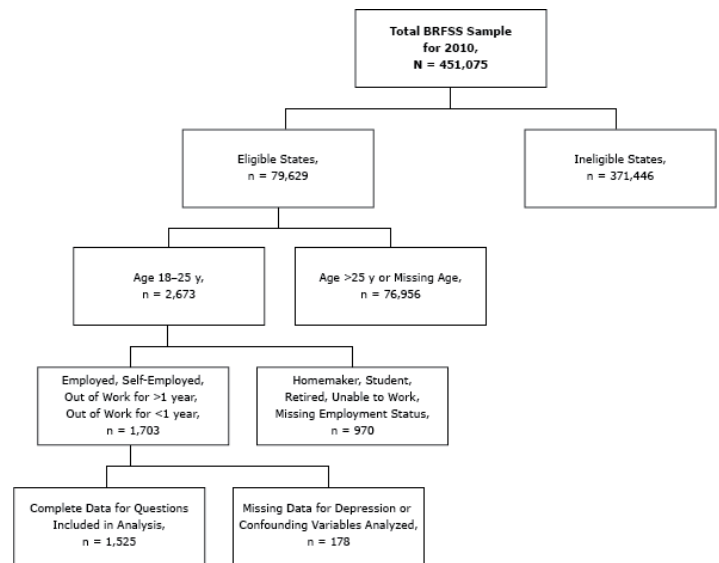 Total BRFSS Sample
for 2010,
N = 451,075
Eligible States,
n = 79,629
Ineligible States,
n = 371,446
Age 18–25 y,
n = 2,673
Age >25 y or Missing Age,
n = 76,956
Employed, Self-Employed,
Out of Work for >1 year,
Out of Work for <1 year,
n = 1,703
Homemaker, Student,
Retired, Unable to Work,
Missing Employment Status,
n = 970
Complete Data for Questions
Included in Analysis,
n = 1,525
Missing Data for Depression or
Confounding Variables Analyzed,
n = 178